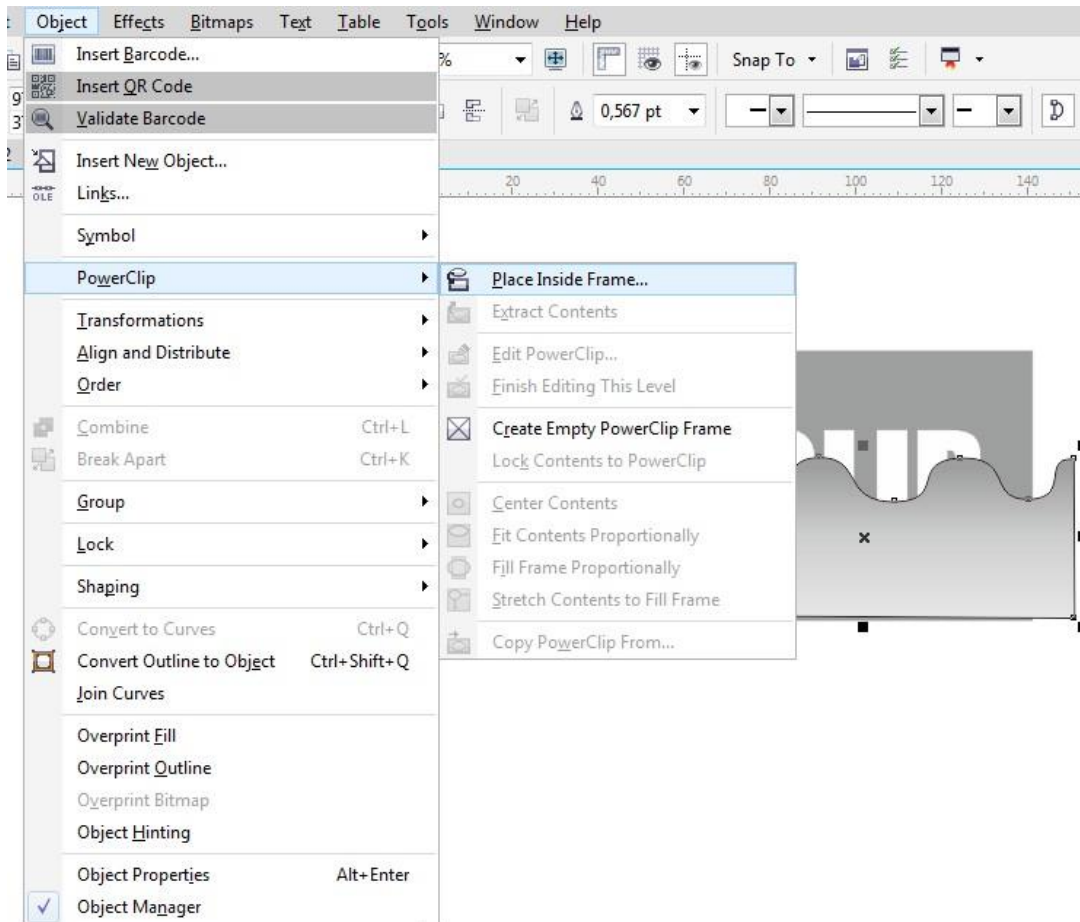 Object Effects Bitmaps Text Table Tools Window Help
%
Snap To
0,567 pt
20 40 60 80 100 120 140
Insert Barcode...
Insert QR Code
Validate Barcode
Insert New Object...
OLE
Links...
Symbol
PowerClip
Transformations
Align and Distribute
Order
Combine Ctrl+L
Break Apart Ctrl+K
Group
Lock
Shaping
Convert to Curves Ctrl+Q
Convert Outline to Object Ctrl+Shift+Q
Join Curves
Overprint Fill
Overprint Outline
Overprint Bitmap
Object Hinting
Object Properties Alt+Enter
Object Manager
Place Inside Frame...
Extract Contents
Edit PowerClip...
Finish Editing This Level
Create Empty PowerClip Frame
Lock Contents to PowerClip
Center Contents
Fit Contents Proportionally
Fill Frame Proportionally
Stretch Contents to Fill Frame
Copy PowerClip From...